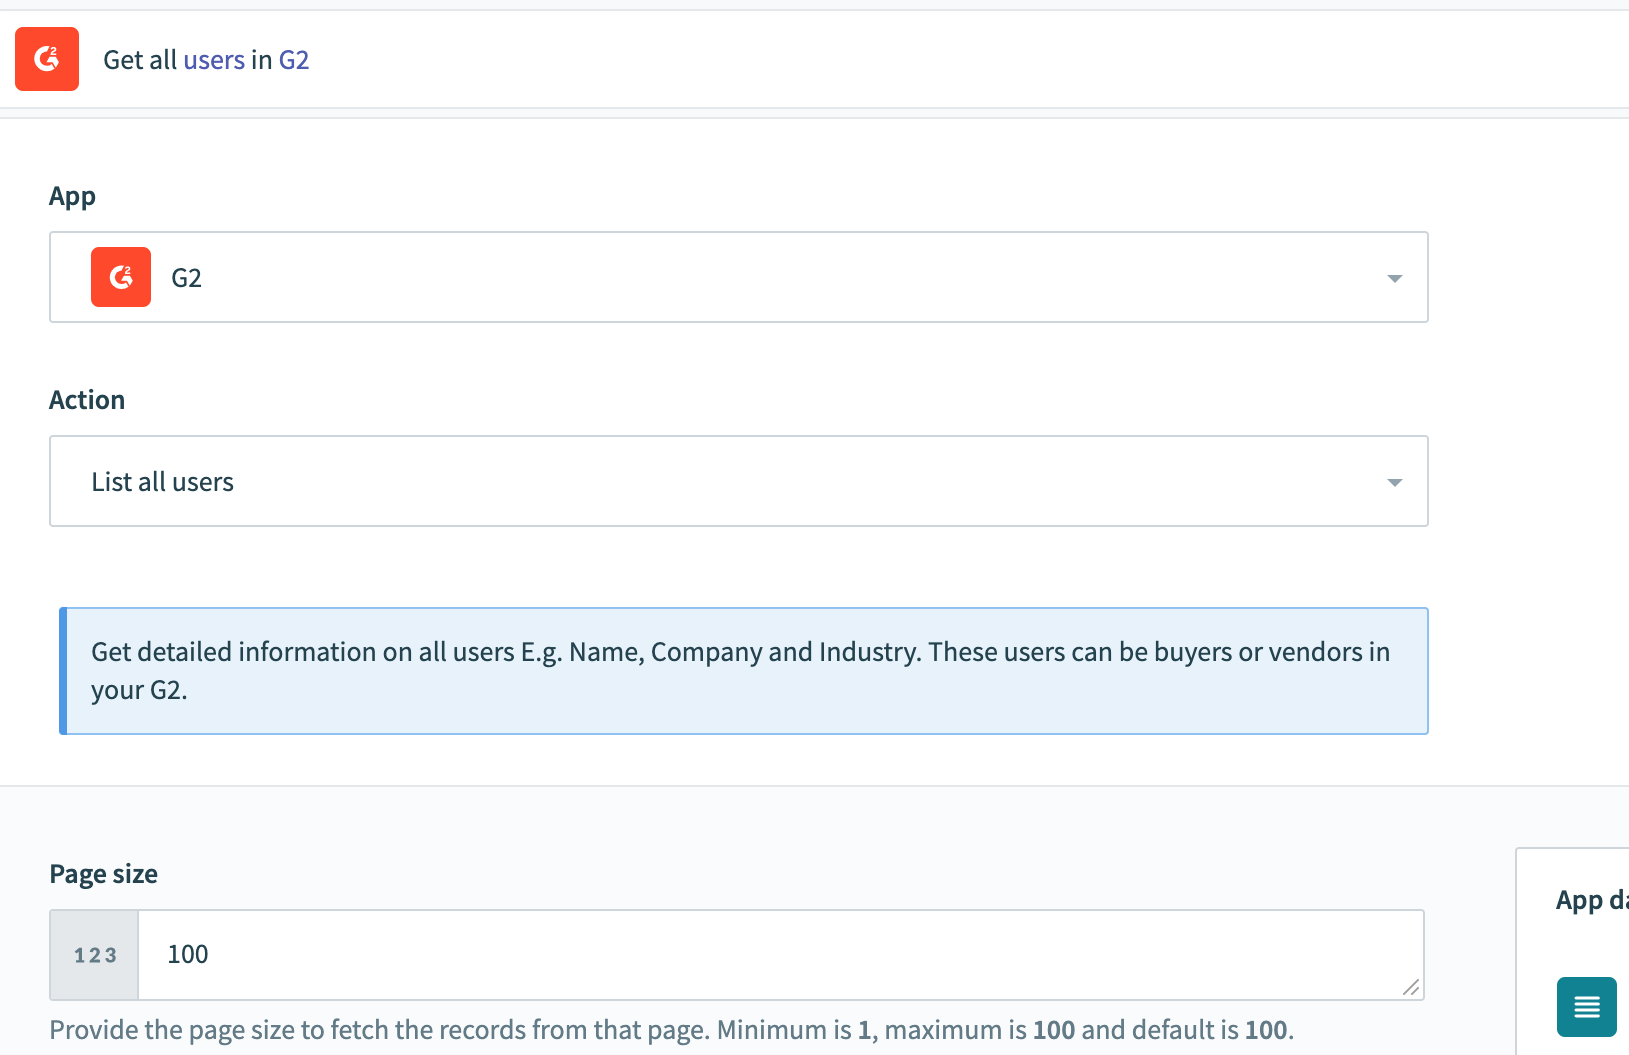 Get all users in G2
App
G2
Action
List all users
Get detailed information on all users E.g. Name, Company and Industry. These users can be buyers or vendors in
your G2.
Page size
App da
123
100
Provide the page size to fetch the records from that page. Minimum is 1, maximum is 100 and default is 100.